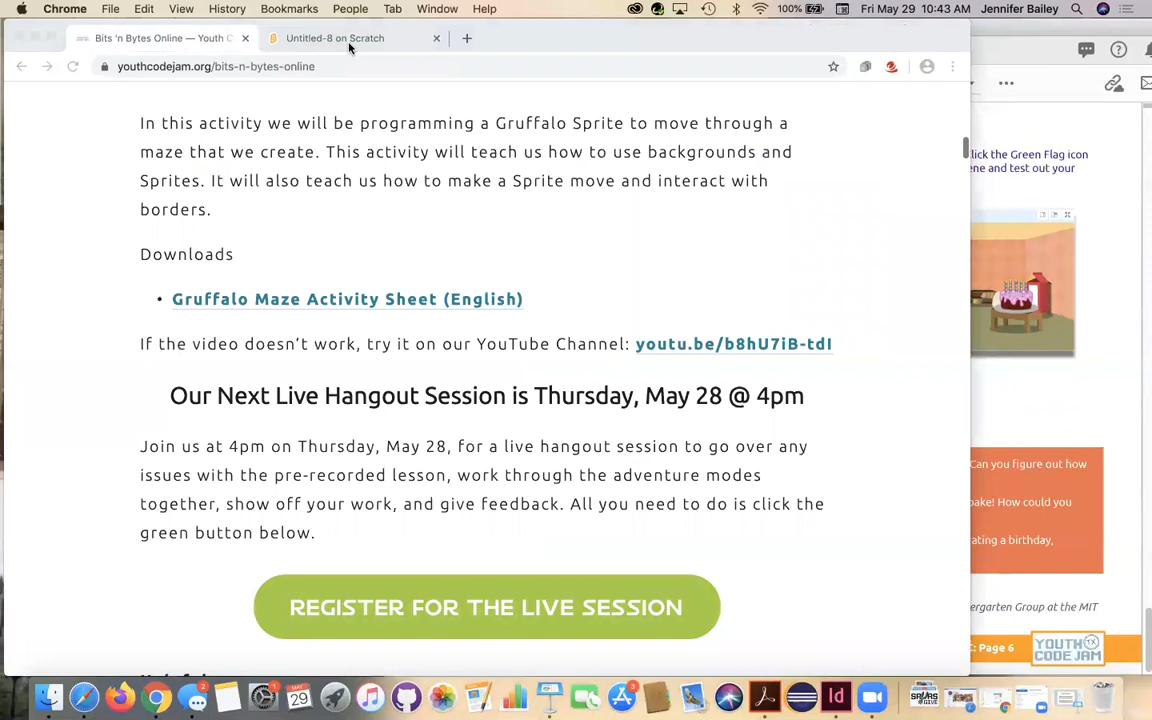 Chrome File Edit View History Bookmarks People Tab Window Help 100% Fri May 29 10:43 AM Jennifer Bailey
Bits 'n Bytes Online — Youth C Untitled-8 on Scratch
youthcodejam.org/bits-n-bytes-online
In this activity we will be programming a Gruffalo Sprite to move through a
maze that we create. This activity will teach us how to use backgrounds and
Sprites. It will also teach us how to make a Sprite move and interact with
borders.
Downloads
• Gruffalo Maze Activity Sheet (English)
If the video doesn't work, try it on our YouTube Channel: youtu.be/b8hU7iB-tdI
Our Next Live Hangout Session is Thursday, May 28 @ 4pm
Join us at 4pm on Thursday, May 28, for a live hangout session to go over any
issues with the pre-recorded lesson, work through the adventure modes
together, show off your work, and give feedback. All you need to do is click the
green button below.
REGISTER FOR THE LIVE SESSION
lick the Green Flag icon
ene and test out your
Can you figure out how
ake! How could you
rating a birthday,
ergarten Group at the MIT
C: Page 6
YOUTH
CODE JAM
TX
2
MAY
29
3
Id
SPURS
GIVE